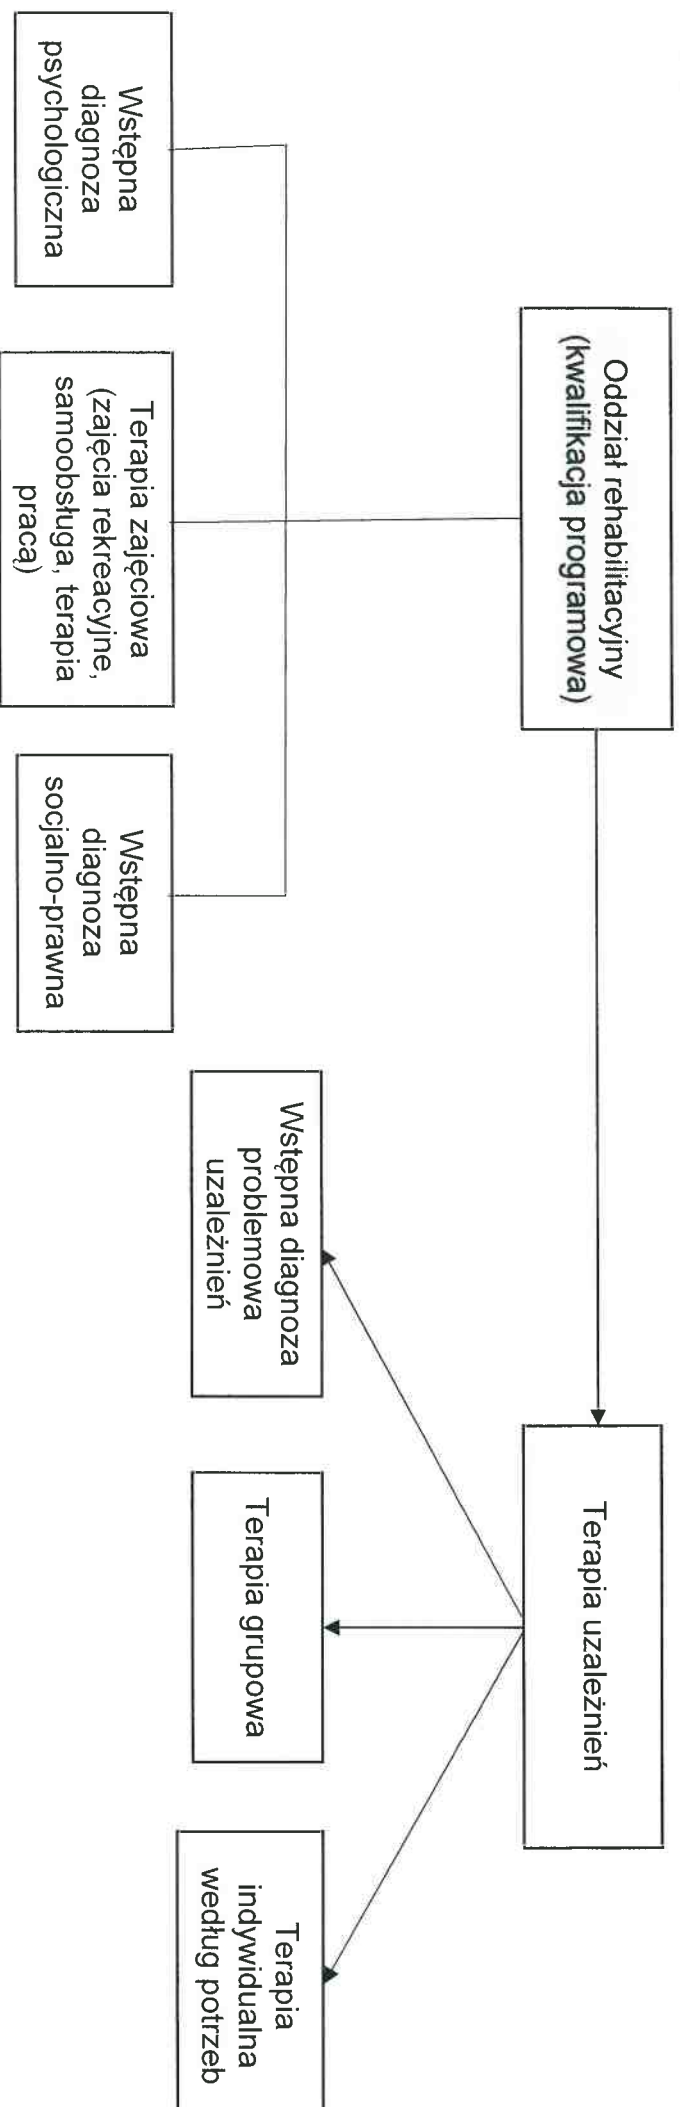 Oddział rehabilitacyjny
(kwalifikacja programowa)
Terapia uzależnień
Wstępna
diagnoza
psychologiczna
Terapia zajęciowa
(zajęcia rekreacyjne,
samoobsługa, terapia
pracą)
Wstępna
diagnoza
socjalno-prawna
Wstępna diagnoza
problemowa
uzależnień
Terapia grupowa
Terapia
indywidualna
według potrzeb